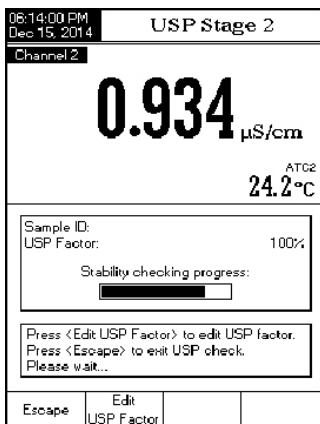 06:14:00 PM
Dec 15, 2014
USP Stage 2
Channel 2
0.934 µS/cm
ATC2
24.2°C
Sample ID:
USP Factor: 100%
Stability checking progress:
Press <Edit USP Factor> to edit USP factor.
Press <Escape> to exit USP check.
Please wait...
Escape
Edit
USP Factor